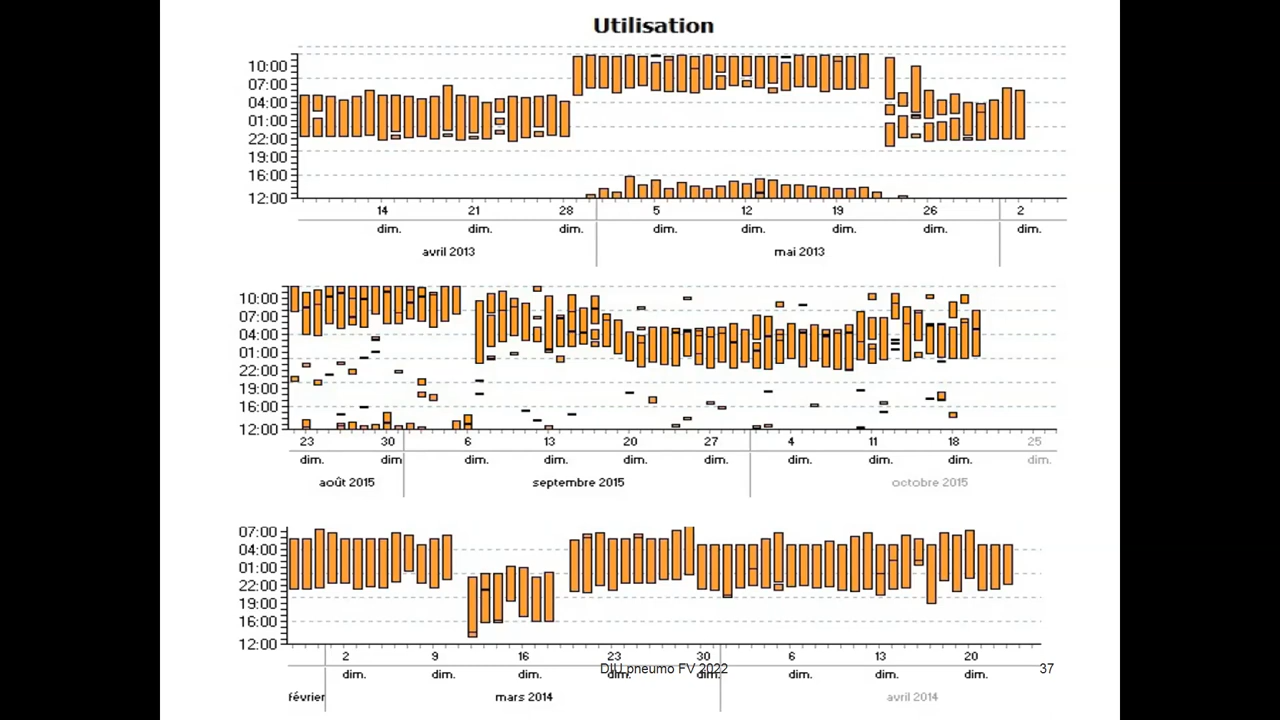 Utilisation
10:00
07:00
04:00
01:00
22:00
19:00
16:00
12:00
14 21 28 5 12 19 26 2
dim. dim. dim. dim. dim. dim. dim. dim.
avril 2013 mai 2013
10:00
07:00
04:00
01:00
22:00
19:00
16:00
12:00
23 30 6 13 20 27 4 11 18 25
dim. dim dim. dim. dim. dim. dim. dim. dim. dim.
août 2015 septembre 2015 octobre 2015
07:00
04:00
01:00
22:00
19:00
16:00
12:00
2 9 16 23 30 6 13 20
DIU pneumo FV 2022 37
dim. dim. dim. dim. dim. dim. dim. dim.
février mars 2014 avril 2014